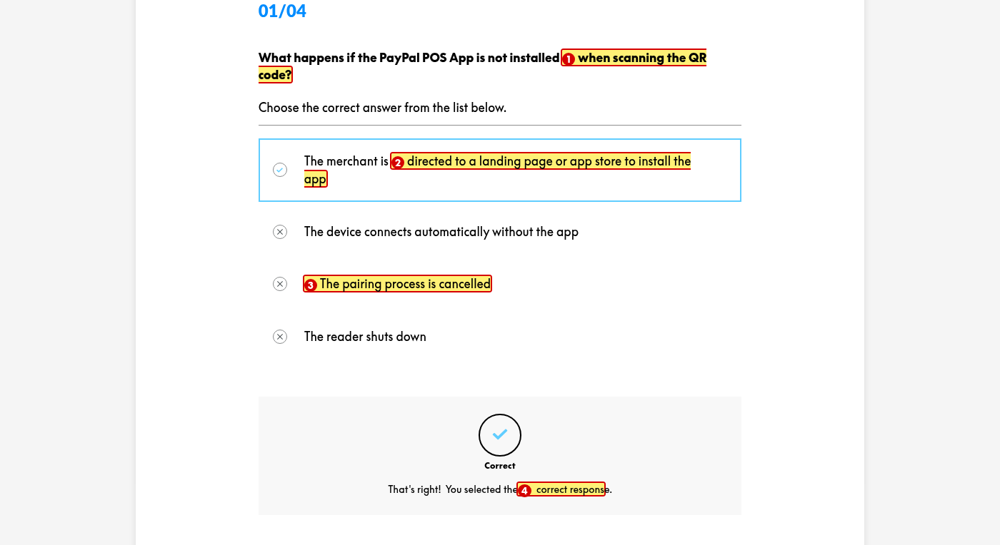 01/04
What happens if the PayPal POS App is not installed 1 when scanning the QR
code?
Choose the correct answer from the list below.
The merchant is 2 directed to a landing page or app store to install the
app
The device connects automatically without the app
3 The pairing process is cancelled
The reader shuts down
Correct
That's right! You selected the 4 correct response.